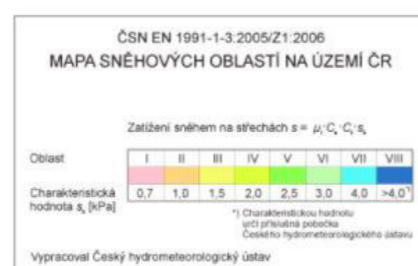 ČSN EN 1991-1-3:2005/Z1:2006
MAPA SNĚHOVÝCH OBLASTÍ NA ÚZEMÍ ČR
Zatížení sněhem na střechách s = μᵢ·Cₑ·Cₜ·sₖ
Oblast I II III IV V VI VII VIII
Charakteristická 0,7 1,0 1,5 2,0 2,5 3,0 4,0 >4,0*)
hodnota sₖ [kPa]
*) Charakteristickou hodnotu
určí příslušná pobočka
Českého hydrometeorologického ústavu
Vypracoval Český hydrometeorologický ústav